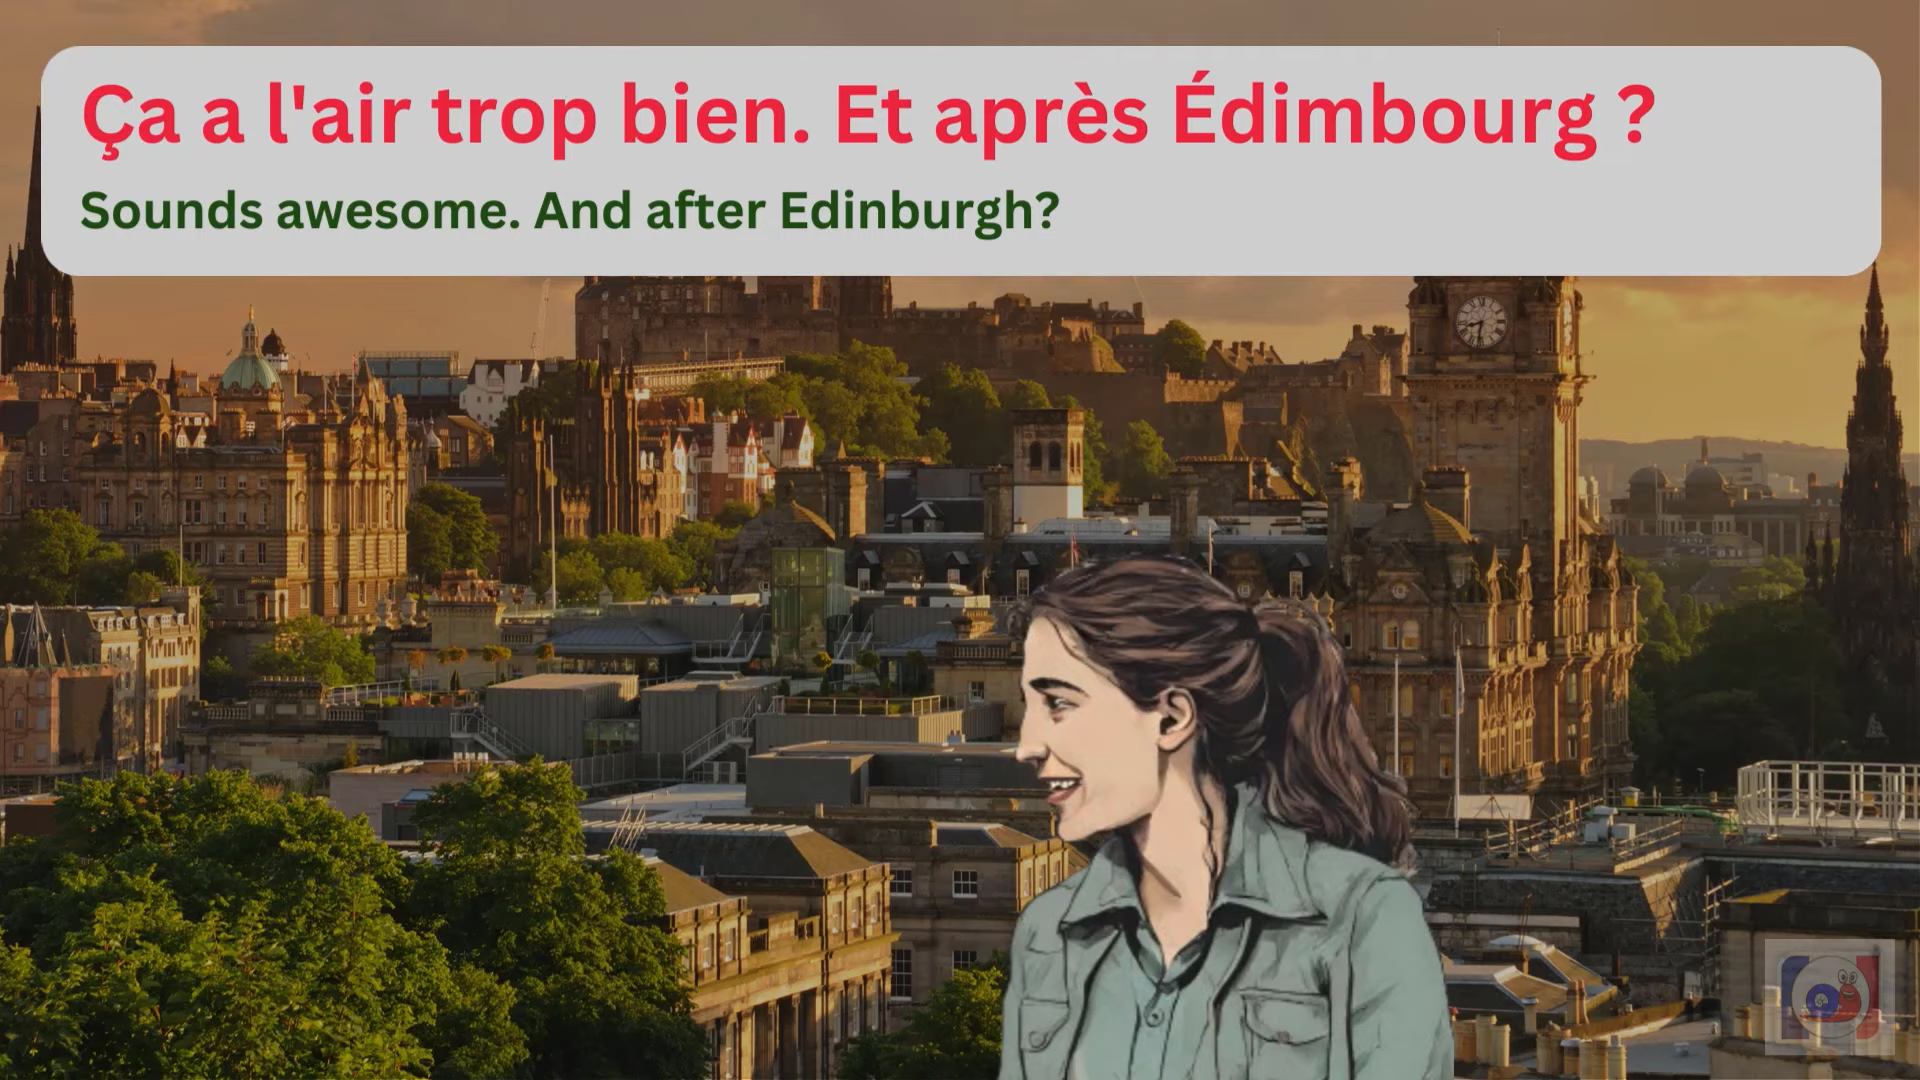 Ça a l'air trop bien. Et après Édimbourg ?
Sounds awesome. And after Edinburgh?